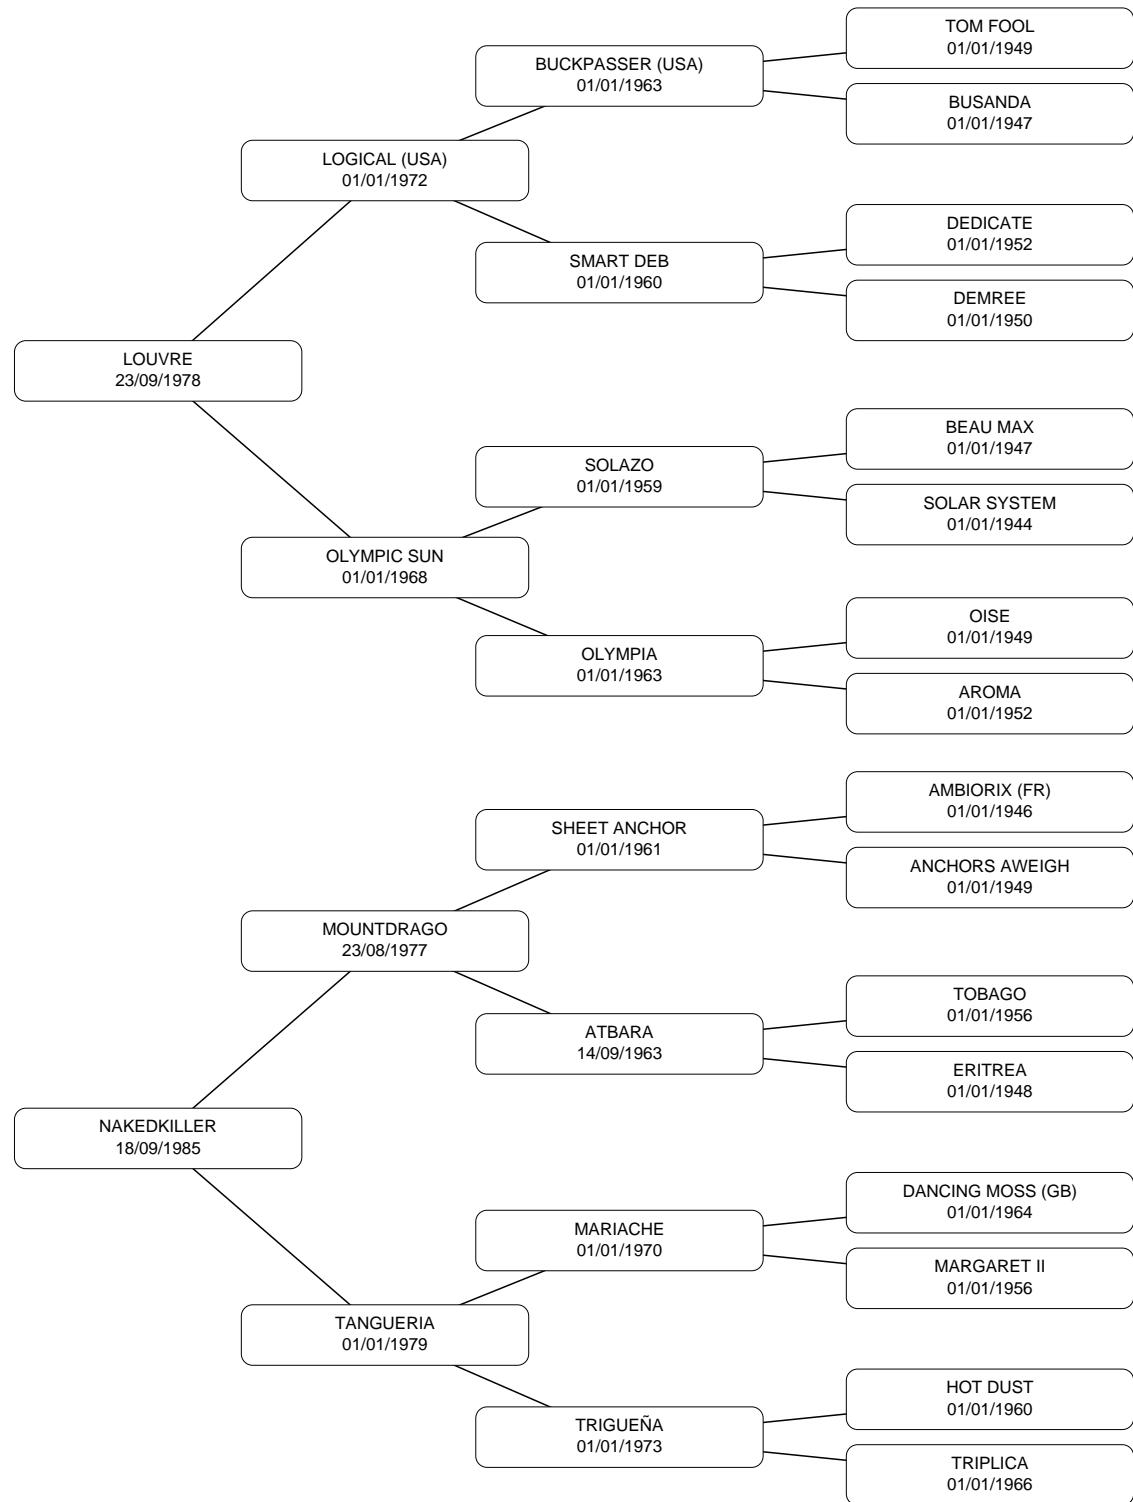 TOM FOOL
01/01/1949
BUCKPASSER (USA)
01/01/1963
BUSANDA
01/01/1947
LOGICAL (USA)
01/01/1972
DEDICATE
01/01/1952
SMART DEB
01/01/1960
DEMREE
01/01/1950
LOUVRE
23/09/1978
BEAU MAX
01/01/1947
SOLAZO
01/01/1959
SOLAR SYSTEM
01/01/1944
OLYMPIC SUN
01/01/1968
OISE
01/01/1949
OLYMPIA
01/01/1963
AROMA
01/01/1952
AMBIORIX (FR)
01/01/1946
SHEET ANCHOR
01/01/1961
ANCHORS AWEIGH
01/01/1949
MOUNTDRAGO
23/08/1977
TOBAGO
01/01/1956
ATBARA
14/09/1963
ERITREA
01/01/1948
NAKEDKILLER
18/09/1985
DANCING MOSS (GB)
01/01/1964
MARIACHE
01/01/1970
MARGARET II
01/01/1956
TANGUERIA
01/01/1979
HOT DUST
01/01/1960
TRIGUEÑA
01/01/1973
TRIPLICA
01/01/1966